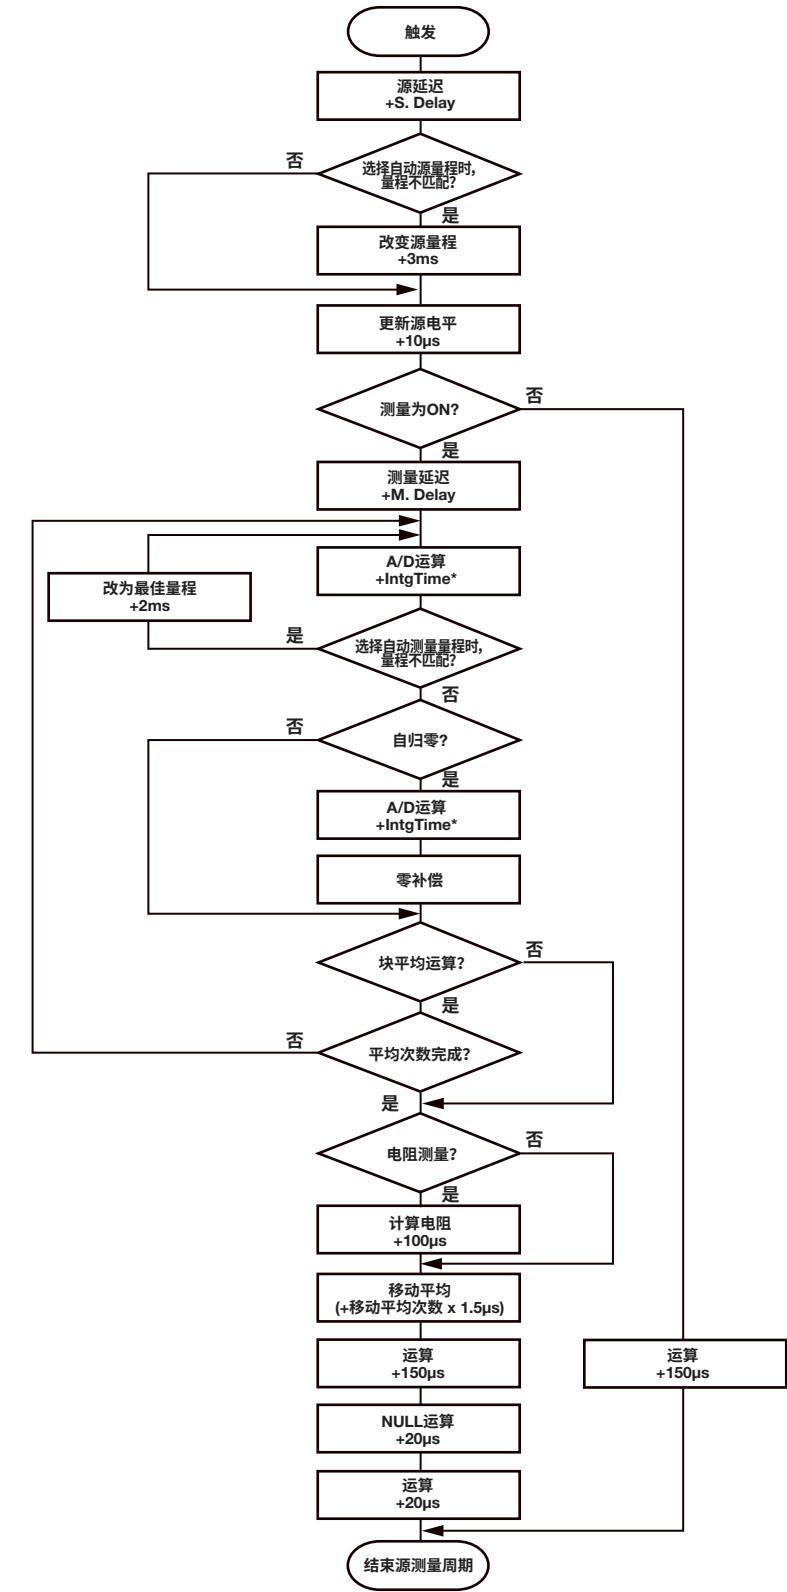 触发
源延迟
+S. Delay
否
选择自动源量程时,
量程不匹配?
是
改变源量程
+3ms
更新源电平
+10µs
测量为ON?
否
是
测量延迟
+M. Delay
A/D运算
+IntgTime*
改为最佳量程
+2ms
是
选择自动测量量程时,
量程不匹配?
否
否
自归零?
是
A/D运算
+IntgTime*
零补偿
块平均运算?
否
是
否
平均次数完成?
是
电阻测量?
否
是
计算电阻
+100µs
移动平均
(+移动平均次数 x 1.5µs)
运算
+150µs
运算
+150µs
NULL运算
+20µs
运算
+20µs
结束源测量周期